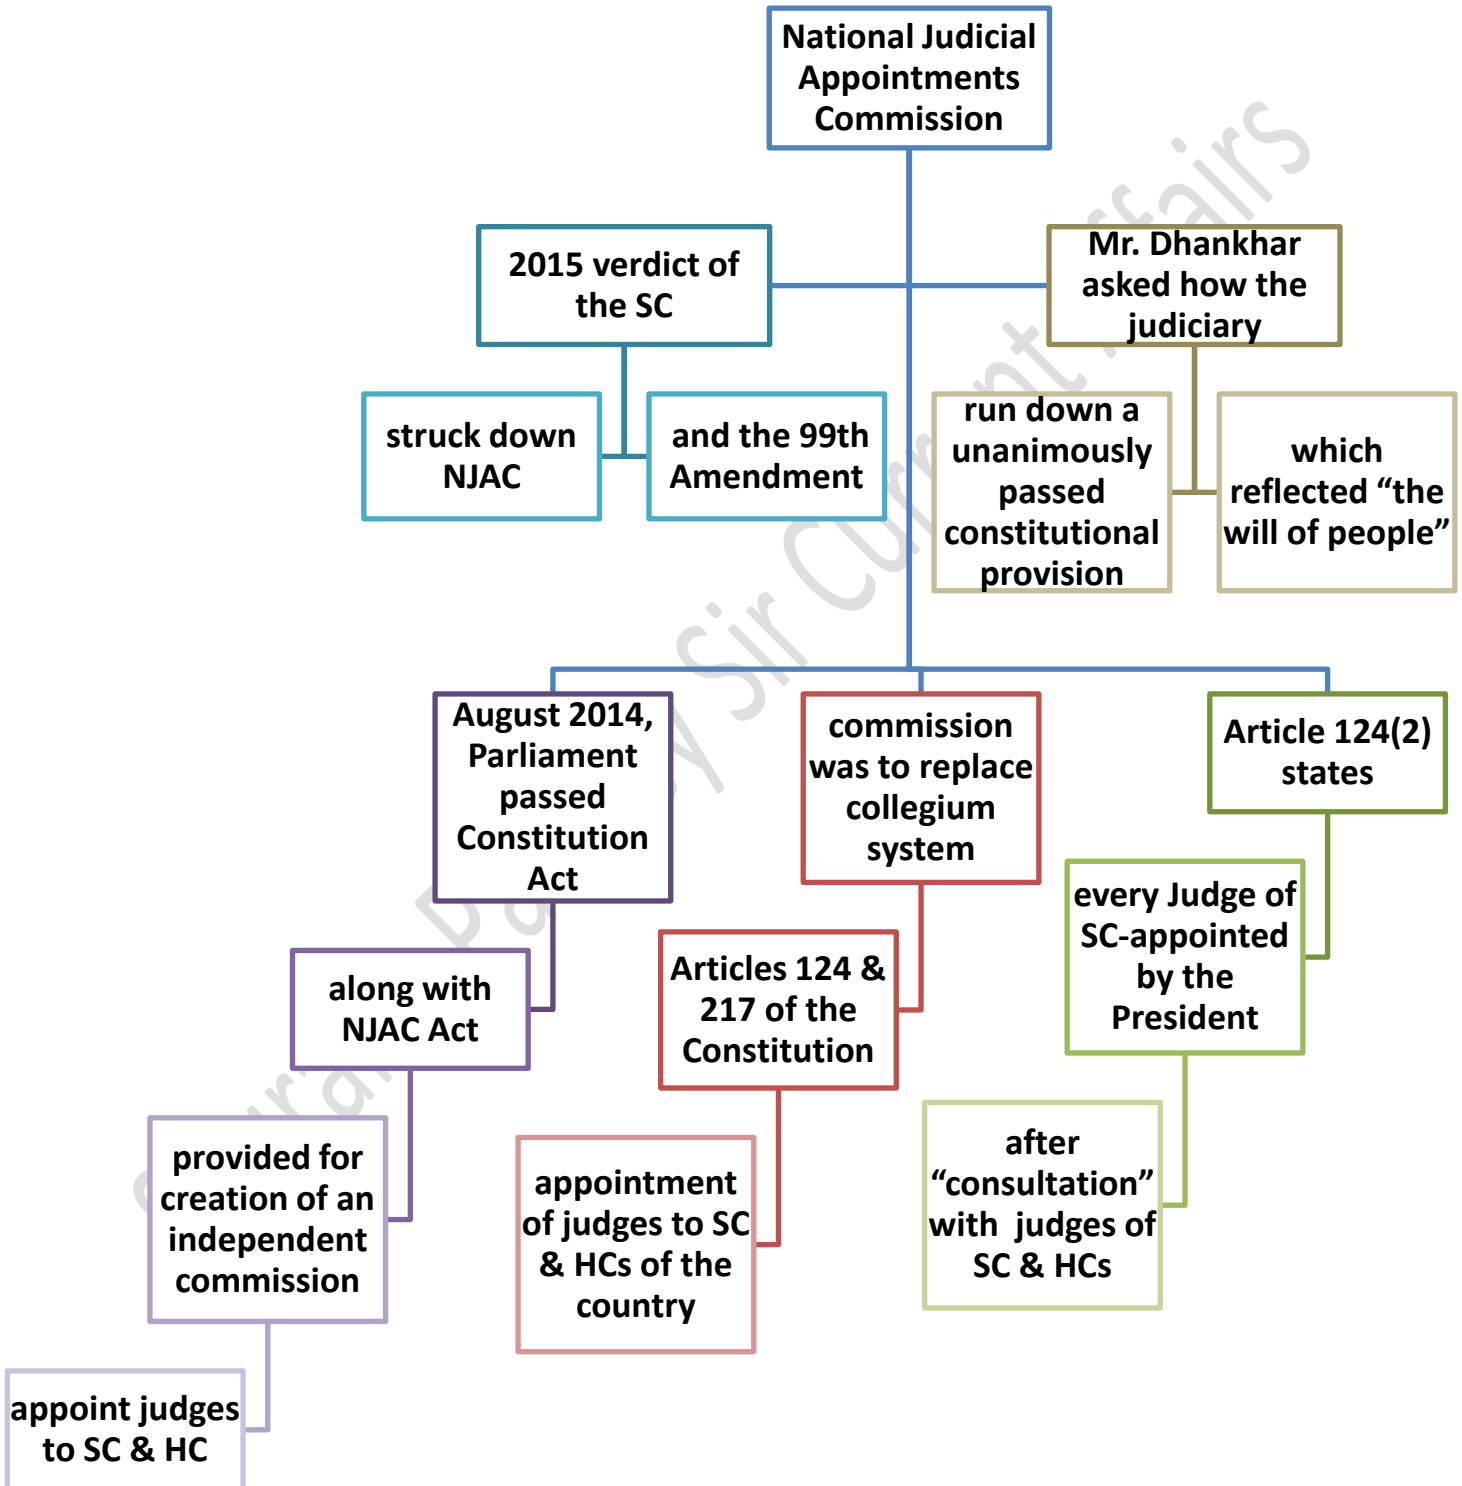 National Judicial
Appointments
Commission
2015 verdict of
the SC
Mr. Dhankhar
asked how the
judiciary
struck down
NJAC
and the 99th
Amendment
run down a
unanimously
passed
constitutional
provision
which
reflected “the
will of people”
August 2014,
Parliament
passed
Constitution
Act
commission
was to replace
collegium
system
Article 124(2)
states
along with
NJAC Act
Articles 124 &
217 of the
Constitution
every Judge of
SC-appointed
by the
President
provided for
creation of an
independent
commission
appointment
of judges to SC
& HCs of the
country
after
“consultation”
with judges of
SC & HCs
appoint judges
to SC & HC
Sir Current Affairs